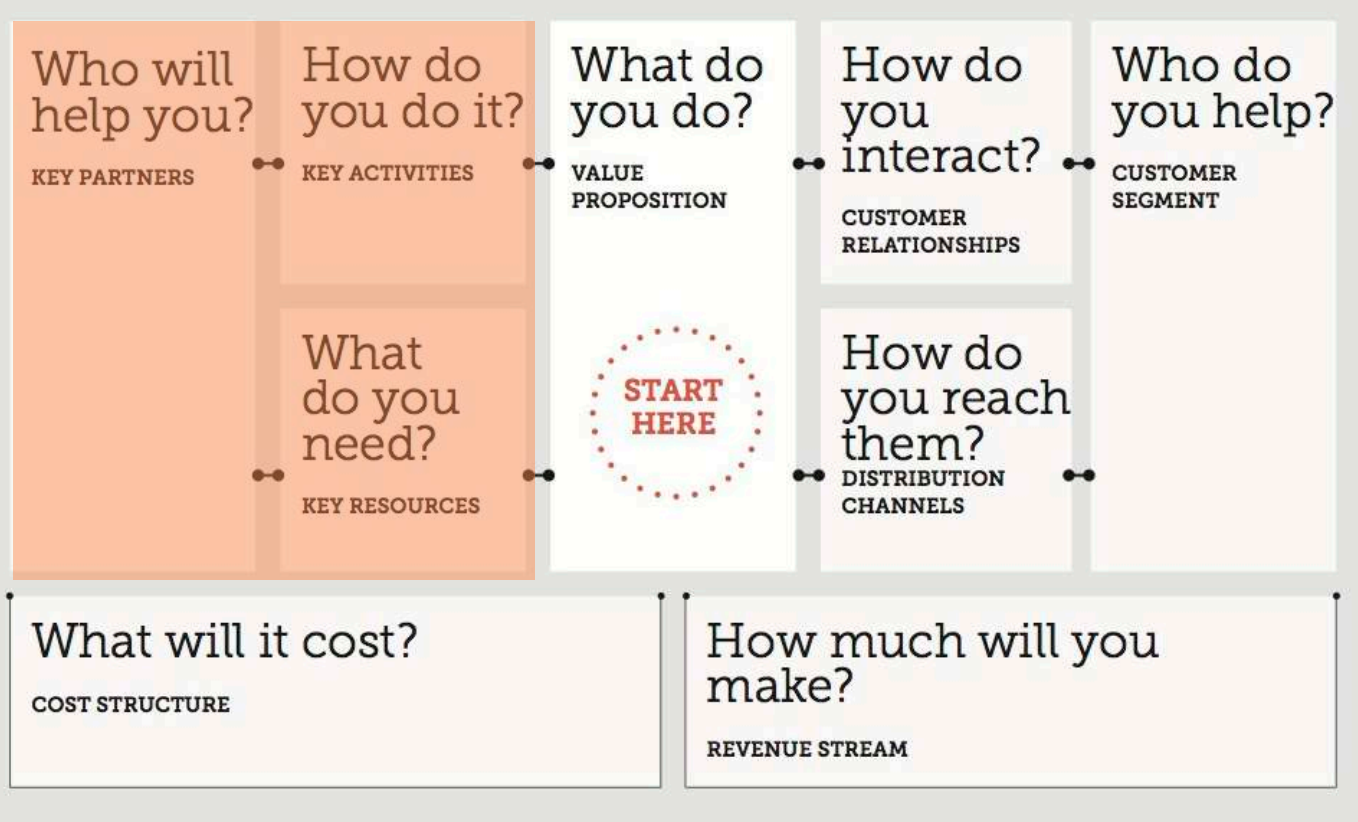 Who will
help you?
KEY PARTNERS
How do
you do it?
KEY ACTIVITIES
What
do you
need?
KEY RESOURCES
What do
you do?
VALUE
PROPOSITION
START
HERE
How do
you
interact?
CUSTOMER
RELATIONSHIPS
How do
you reach
them?
DISTRIBUTION
CHANNELS
Who do
you help?
CUSTOMER
SEGMENT
What will it cost?
COST STRUCTURE
How much will you
make?
REVENUE STREAM